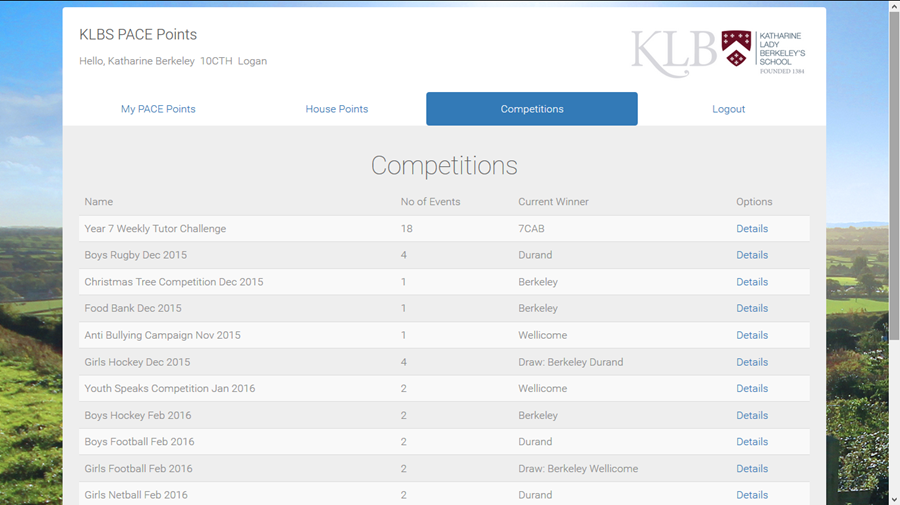 KLBS PACE Points
Hello, Katharine Berkeley 10CTH Logan
KLB
KATHARINE
LADY
BERKELEY'S
SCHOOL
FOUNDED 1384
My PACE Points House Points Competitions Logout
Competitions
Name No of Events Current Winner Options
Year 7 Weekly Tutor Challenge 18 7CAB Details
Boys Rugby Dec 2015 4 Durand Details
Christmas Tree Competition Dec 2015 1 Berkeley Details
Food Bank Dec 2015 1 Berkeley Details
Anti Bullying Campaign Nov 2015 1 Wellicome Details
Girls Hockey Dec 2015 4 Draw: Berkeley Durand Details
Youth Speaks Competition Jan 2016 2 Wellicome Details
Boys Hockey Feb 2016 2 Berkeley Details
Boys Football Feb 2016 2 Durand Details
Girls Football Feb 2016 2 Draw: Berkeley Wellicome Details
Girls Netball Feb 2016 2 Durand Details